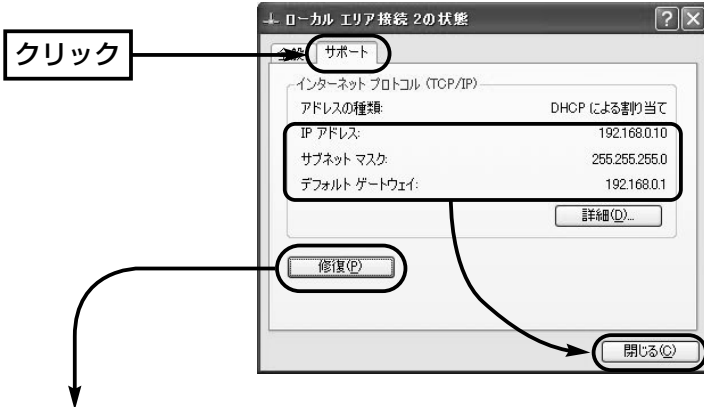 ローカル エリア接続 2の状態
クリック
全般 サポート
インターネット プロトコル (TCP/IP)
アドレスの種類: DHCP による割り当て
IP アドレス: 192.168.0.10
サブネット マスク: 255.255.255.0
デフォルト ゲートウェイ: 192.168.0.1
詳細(D)...
修復(P)
閉じる(C)